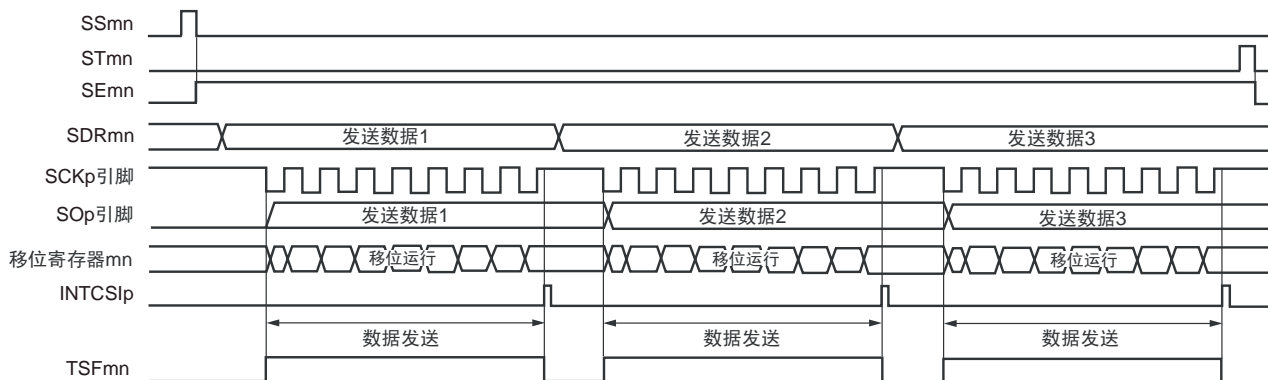 SSmn
STmn
SEmn
SDRmn 发送数据1 发送数据2 发送数据3
SCKp引脚
SOp引脚 发送数据1 发送数据2 发送数据3
移位寄存器mn 移位运行 移位运行 移位运行
INTCSIp
数据发送 数据发送 数据发送
TSFmn